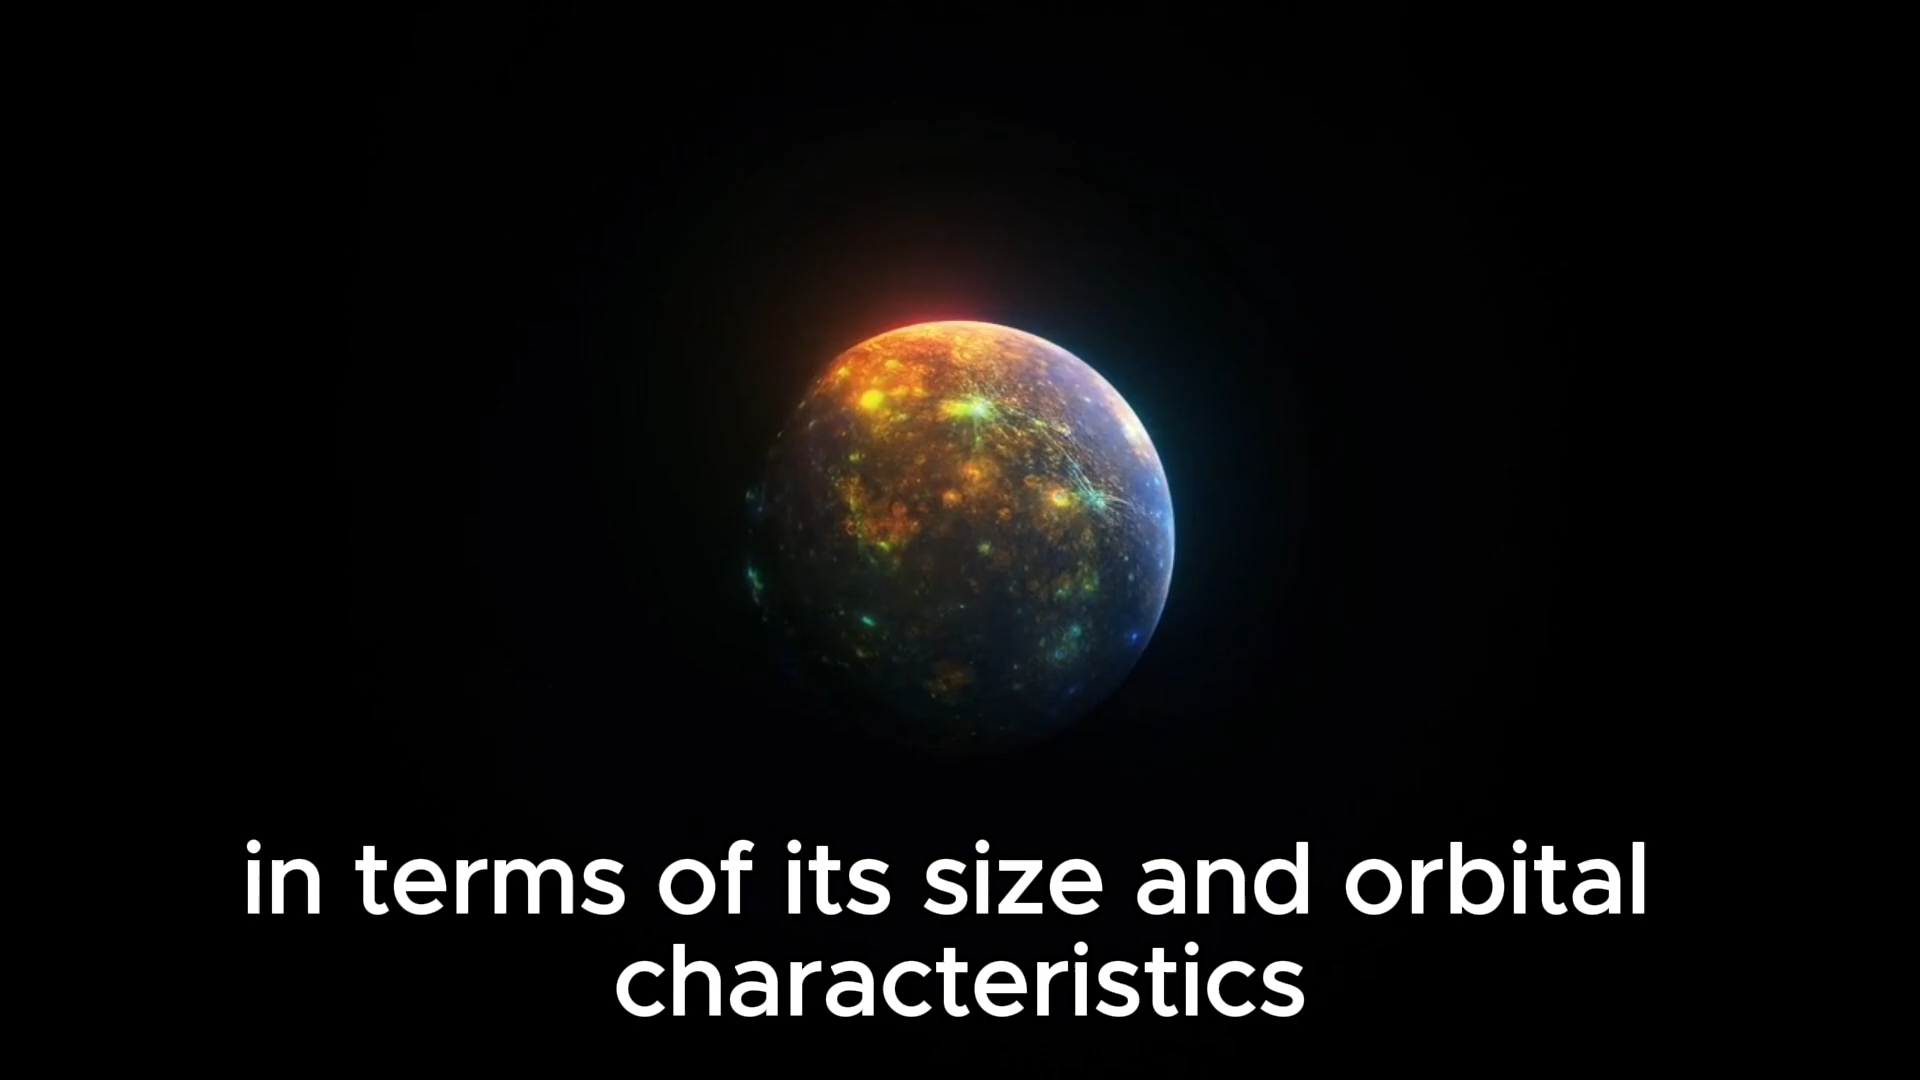 in terms of its size and orbital
characteristics